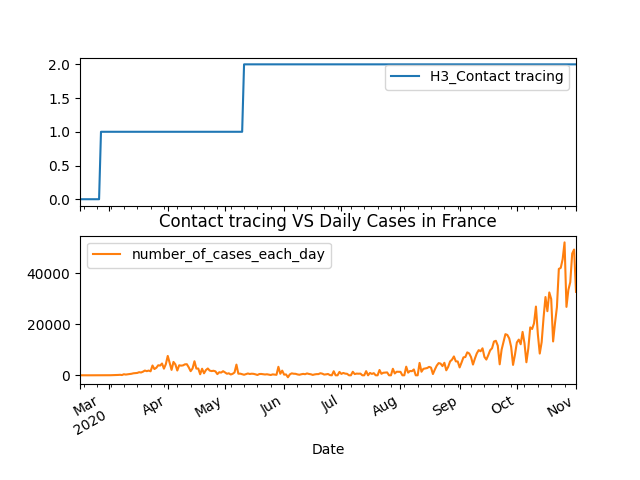 2.0
H3_Contact tracing
1.5
1.0
0.5
0.0
Contact tracing VS Daily Cases in France
number_of_cases_each_day
40000
20000
0
Mar Apr May Jun Jul Aug Sep Oct Nov
2020
Date